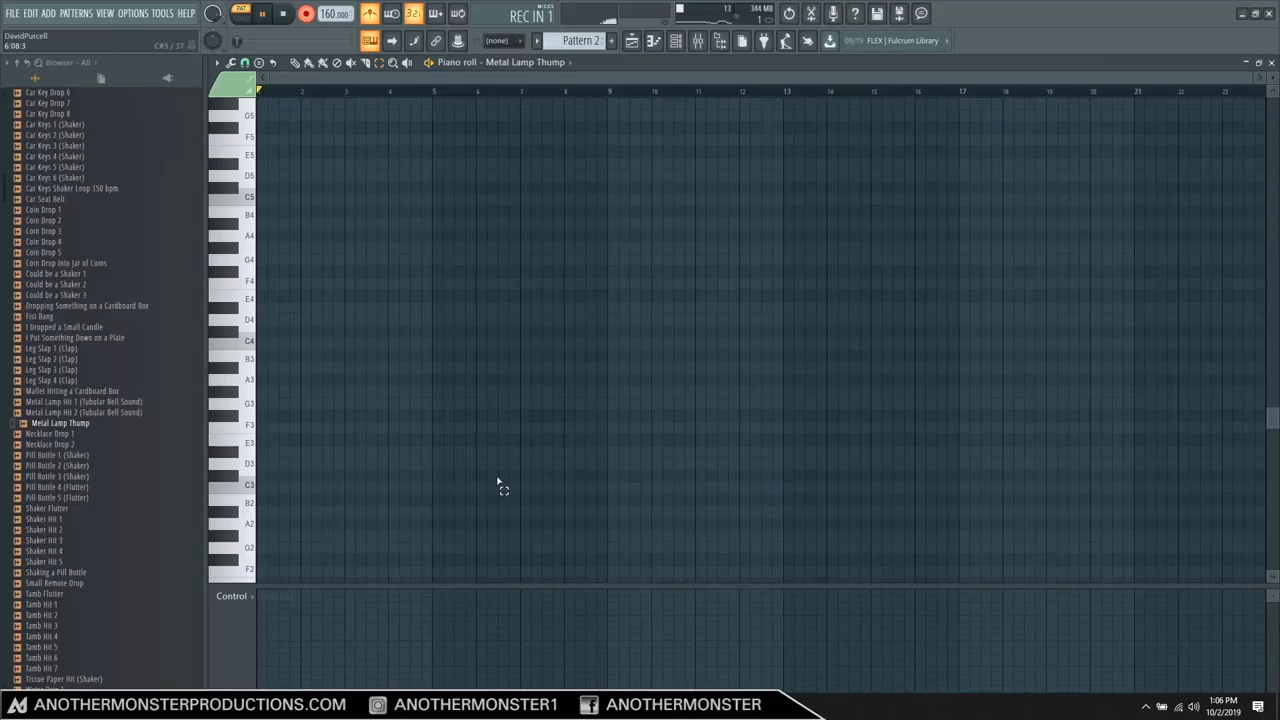 FILE EDIT ADD PATTERNS VIEW OPTIONS TOOLS HELP
PAT
160.000
32
REC IN 1
M:S:CS
13
344 MB
1
DavidPurcell
6:08:3
C#3 / 37
(none)
Pattern 2
09/19 FLEX | Fulcrum Library
Browser - All
Piano roll - Metal Lamp Thump
2 3 4 5 6 7 8 9 10 11 12 13 14 15 16 17 18 19 20 21 22 23
Car Key Drop 6
Car Key Drop 7
Car Key Drop 8
Car Keys 1 (Shaker)
Car Keys 2 (Shaker)
Car Keys 3 (Shaker)
Car Keys 4 (Shaker)
Car Keys 5 (Shaker)
Car Keys 6 (Shaker)
Car Keys Shaker Loop 150 bpm
Car Seat Belt
Coin Drop 1
Coin Drop 2
Coin Drop 3
Coin Drop 4
Coin Drop 5
Coin Drop Into Jar of Coins
Could be a Shaker 1
Could be a Shaker 2
Could be a Shaker 3
Dropping Something on a Cardboard Box
Fist Bang
I Dropped a Small Candle
I Put Something Down on a Plate
Leg Slap 1 (Clap)
Leg Slap 2 (Clap)
Leg Slap 3 (Clap)
Leg Slap 4 (Clap)
Mallet Hitting a Cardboard Box
Metal Lamp Hit 1 (Tubular Bell Sound)
Metal Lamp Hit 2 (Tubular Bell Sound)
Metal Lamp Thump
Necklace Drop 1
Necklace Drop 2
Pill Bottle 1 (Shaker)
Pill Bottle 2 (Shaker)
Pill Bottle 3 (Shaker)
Pill Bottle 4 (Flutter)
Pill Bottle 5 (Flutter)
Shaker Flutter
Shaker Hit 1
Shaker Hit 2
Shaker Hit 3
Shaker Hit 4
Shaker Hit 5
Shaking a Pill Bottle
Small Remote Drop
Tamb Flutter
Tamb Hit 1
Tamb Hit 2
Tamb Hit 3
Tamb Hit 4
Tamb Hit 5
Tamb Hit 6
Tamb Hit 7
Tissue Paper Hit (Shaker)
G5
F5
E5
D5
C5
B4
A4
G4
F4
E4
D4
C4
B3
A3
G3
F3
E3
D3
C3
B2
A2
G2
F2
Control
ANOTHERMONSTERPRODUCTIONS.COM
ANOTHERMONSTER1
ANOTHERMONSTER
1:06 PM
10/2/2019